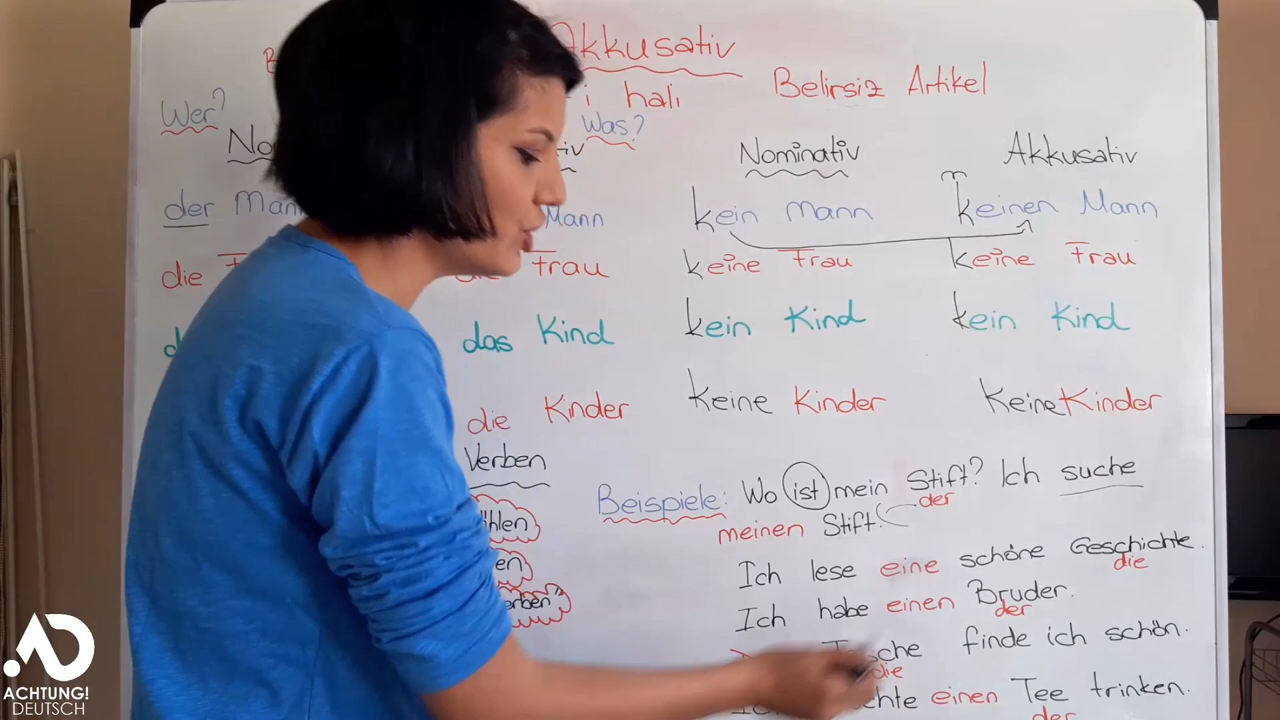 Akkusativ
i hali
Belirsiz Artikel
Wer?
Was?
der Mann
Mann
die
Frau
das Kind
die Kinder
Nominativ
Akkusativ
kein Mann
keinen Mann
keine Frau
keine Frau
kein Kind
kein Kind
keine Kinder
Keine Kinder
Verben
Beispiele: Wo ist mein Stift? Ich suche
der
meinen Stift.
Ich lese eine schöne Geschichte.
die
Ich habe einen Bruder.
der
finde ich schön.
die
einen Tee trinken.
der
ACHTUNG!
DEUTSCH